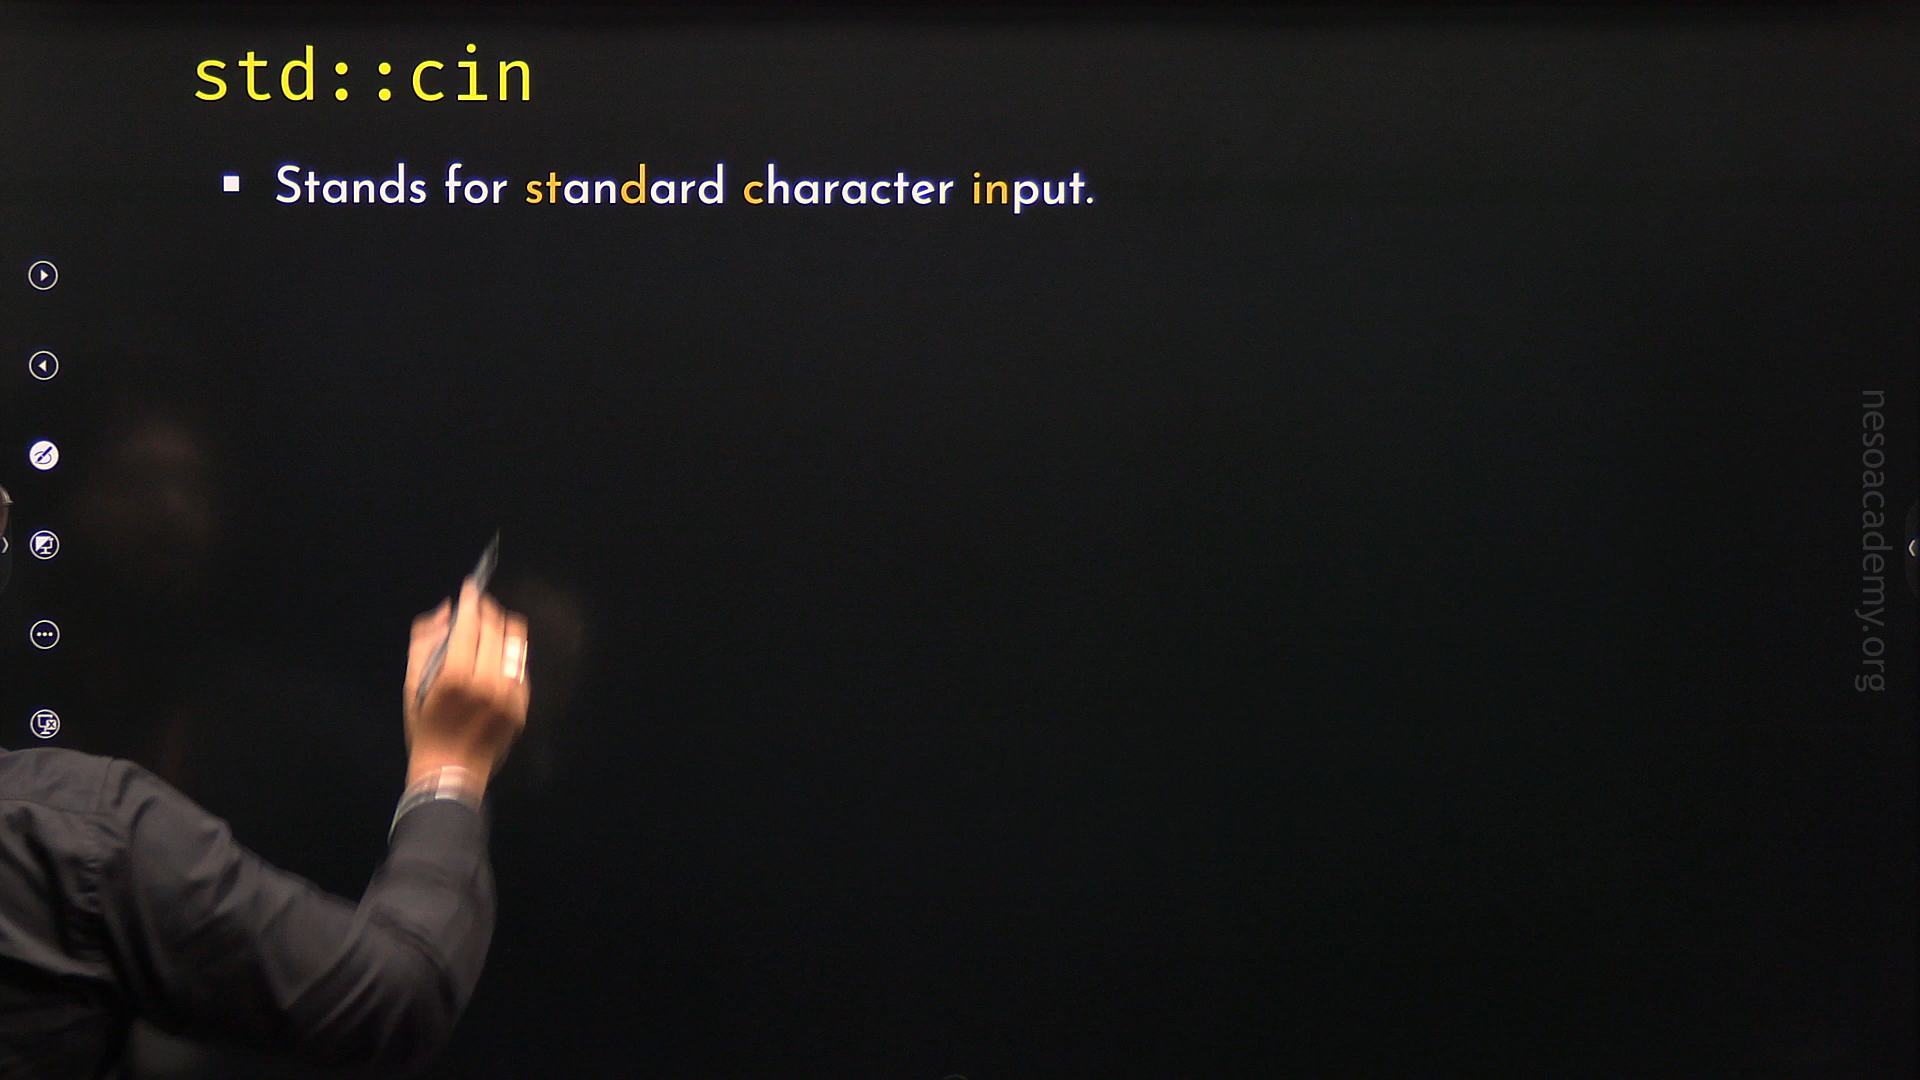 std::cin
▪ Stands for standard character input.
nesoacademy.org